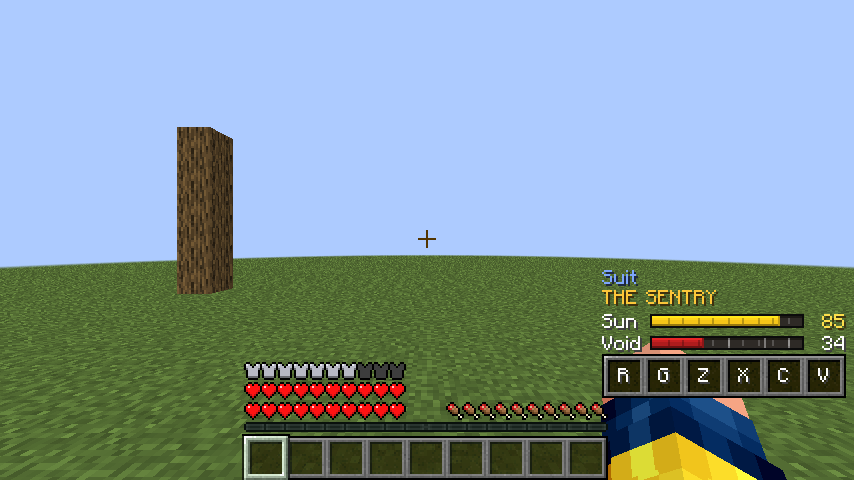 Suit
THE SENTRY
Sun 85
Void 34
R G Z X C V